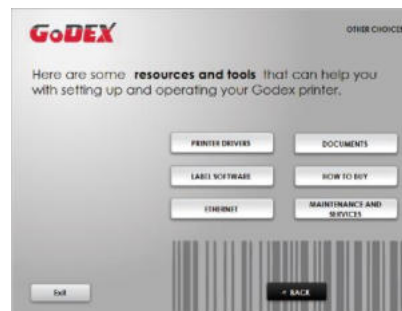 GoDEX
OTHER CHOICES
Here are some resources and tools that can help you
with setting up and operating your Godex printer.
PRINTER DRIVERS
DOCUMENTS
LABEL SOFTWARE
HOW TO BUY
ETHERNET
MAINTENANCE AND
SERVICES
Exit
< BACK